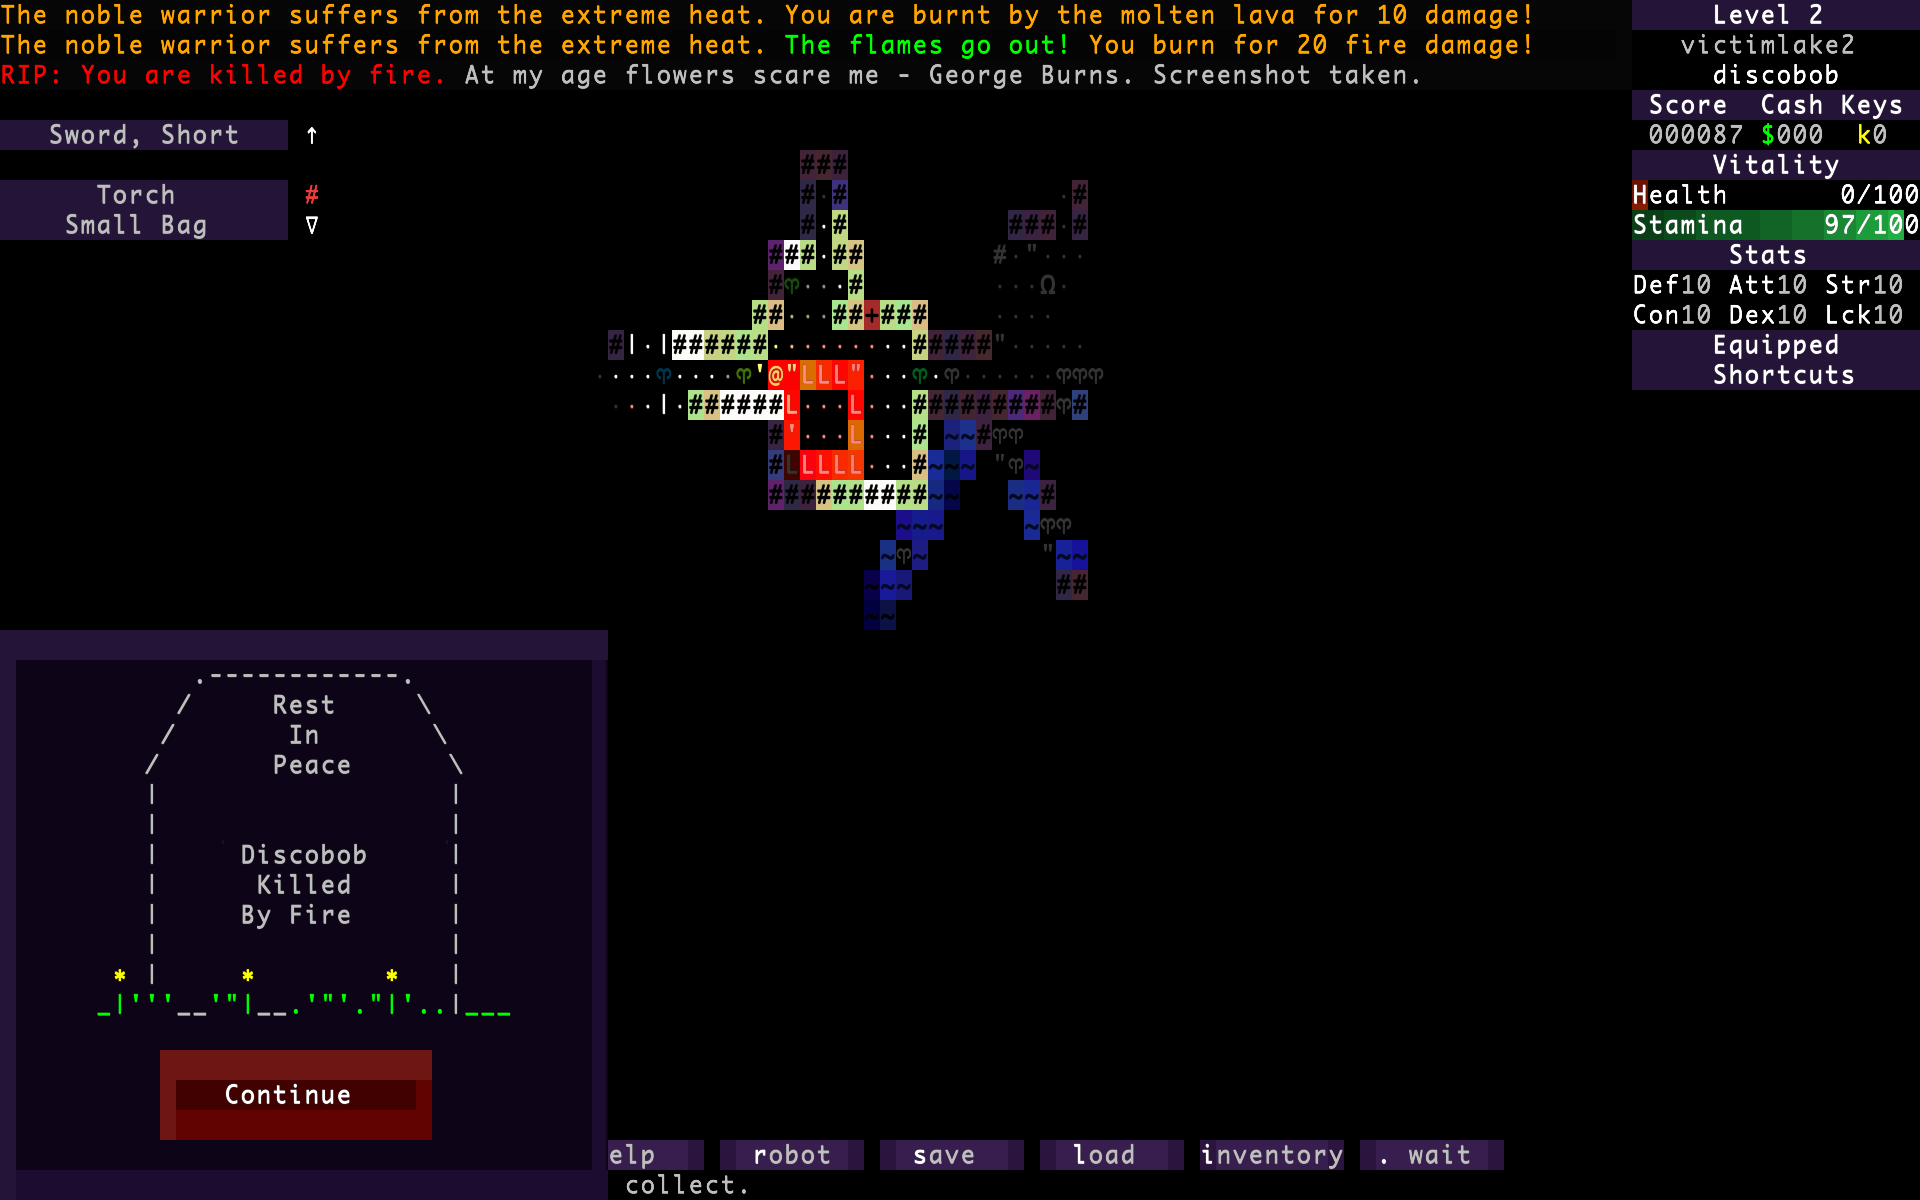 The noble warrior suffers from the extreme heat. You are burnt by the molten lava for 10 damage!
The noble warrior suffers from the extreme heat. The flames go out! You burn for 20 fire damage!
RIP: You are killed by fire. At my age flowers scare me - George Burns. Screenshot taken.
Level 2
victimlake2
discobob
Score Cash Keys
000087 $000 k0
Vitality
Health 0/100
Stamina 97/100
Stats
Def10 Att10 Str10
Con10 Dex10 Lck10
Equipped
Shortcuts
Sword, Short ↑
Torch #
Small Bag ∇
Rest
In
Peace
Discobob
Killed
By Fire
Continue
elp robot save load inventory . wait
collect.